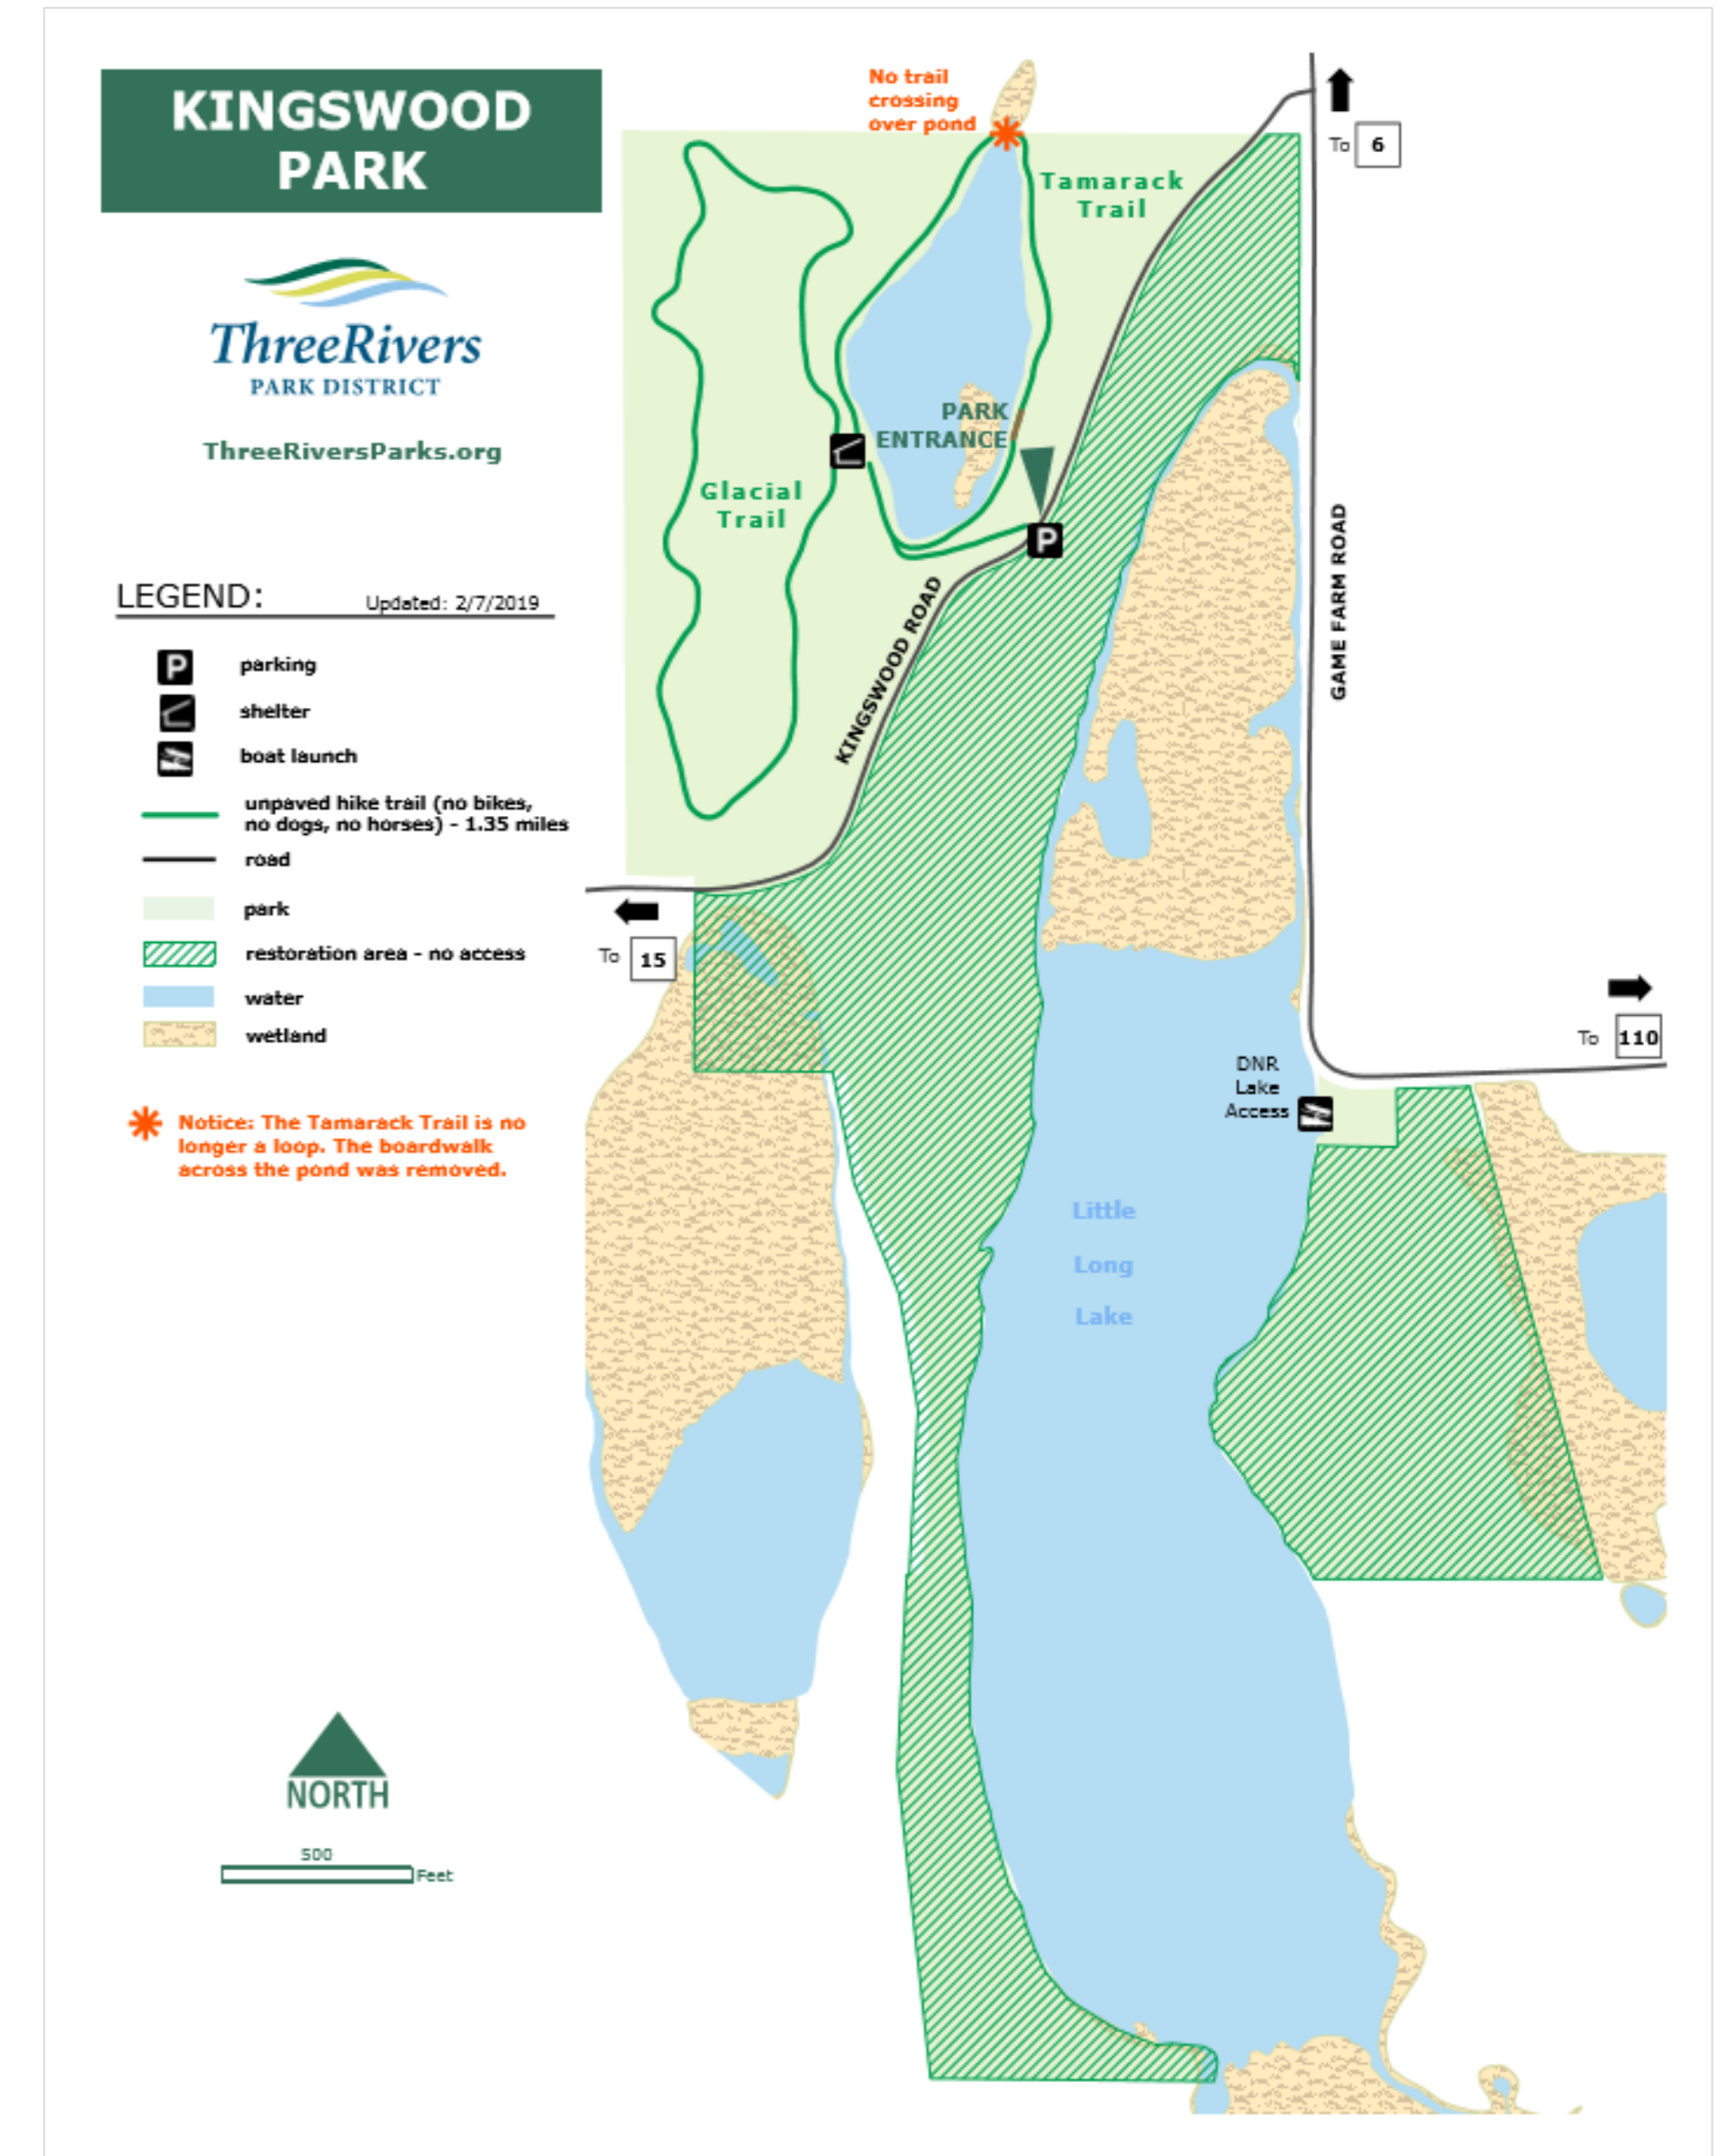 KINGSWOOD
PARK
ThreeRivers
PARK DISTRICT
ThreeRiversParks.org
LEGEND:
Updated: 2/7/2019
P
parking
shelter
boat launch
unpaved hike trail (no bikes,
no dogs, no horses) - 1.35 miles
road
park
restoration area - no access
water
wetland
Notice: The Tamarack Trail is no
longer a loop. The boardwalk
across the pond was removed.
NORTH
500
Feet
No trail
crossing
over pond
Tamarack
Trail
To 6
PARK
ENTRANCE
Glacial
Trail
P
KINGSWOOD ROAD
GAME FARM ROAD
To 15
To 110
DNR
Lake
Access
Little
Long
Lake